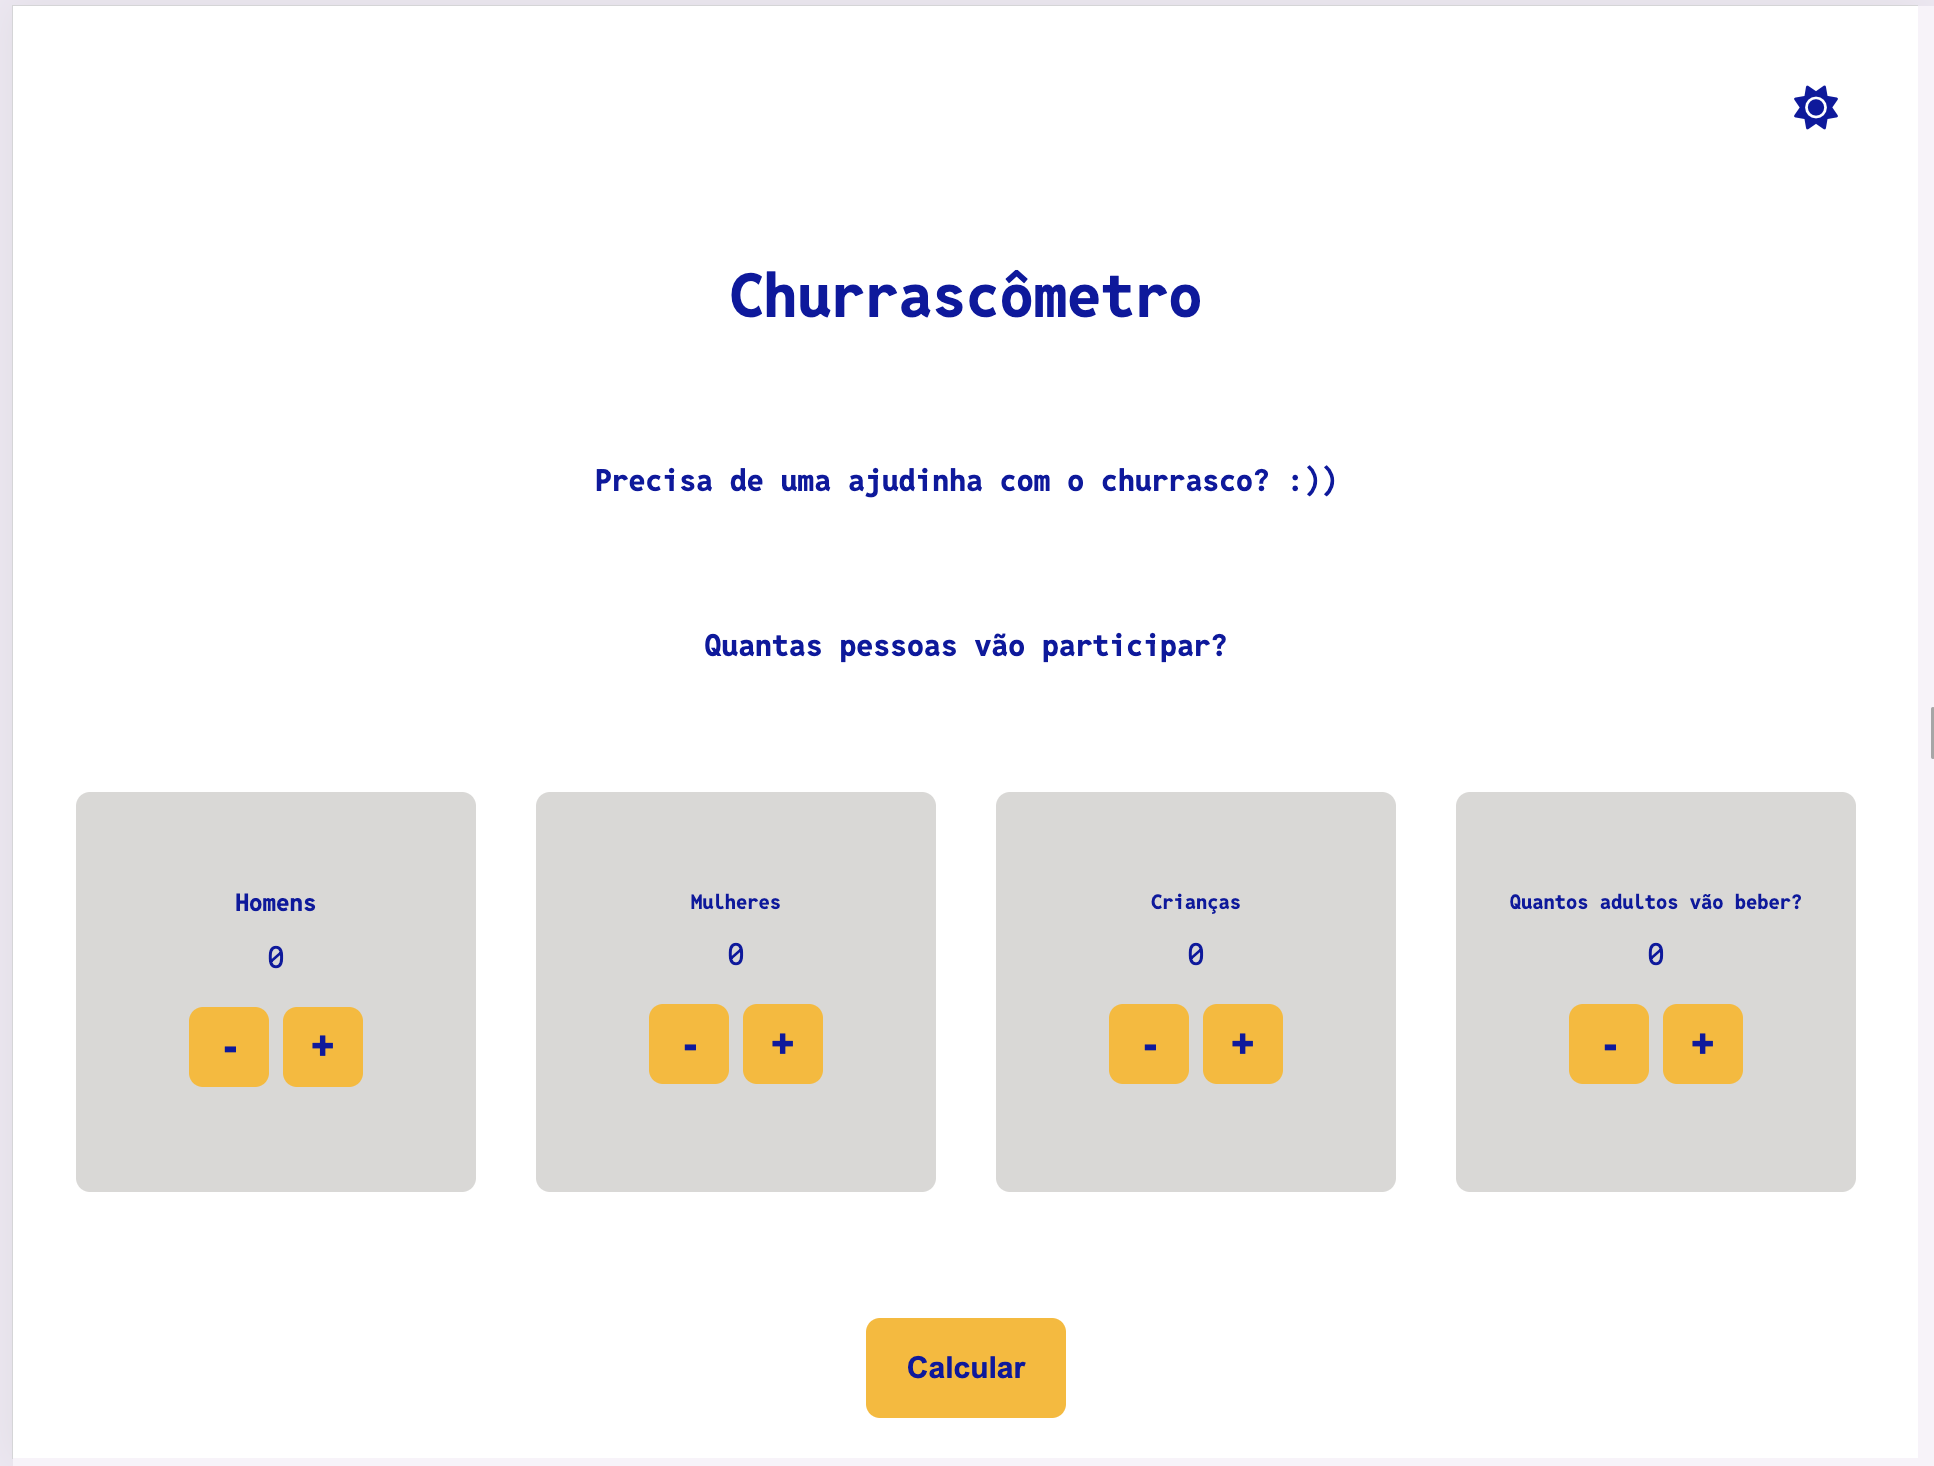 Churrascômetro
Precisa de uma ajudinha com o churrasco? :))
Quantas pessoas vão participar?
Homens
0
- +
Mulheres
0
- +
Crianças
0
- +
Quantos adultos vão beber?
0
- +
Calcular